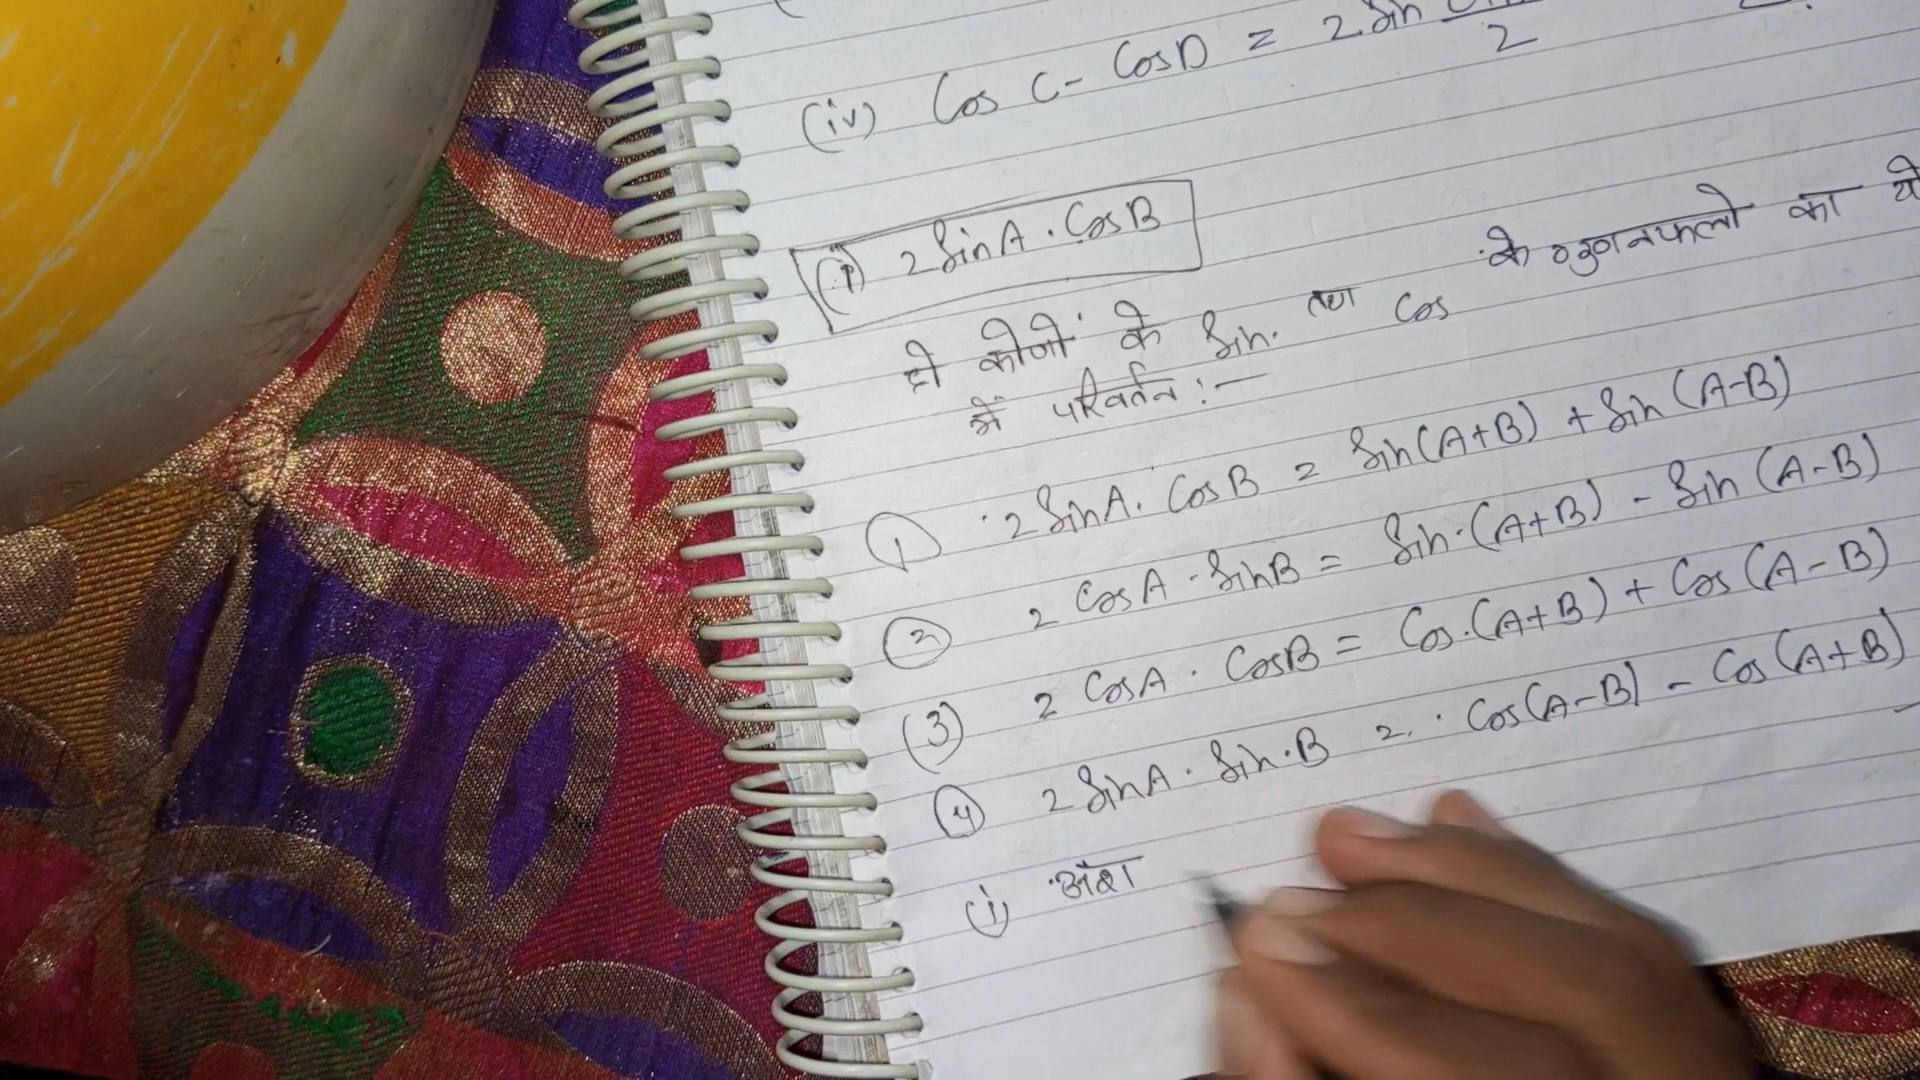 (iv) Cos C - Cos D = 2 Sin 2
(i) 2 Sin A . Cos B
दो कोणों के Sin. तथा Cos के गुणनफलो का
में परिवर्तन :-
(1) 2 Sin A . Cos B = Sin (A+B) + Sin (A-B)
(2) 2 Cos A . Sin B = Sin . (A+B) - Sin (A-B)
(3) 2 Cos A . Cos B = Cos . (A+B) + Cos (A-B)
(4) 2 Sin A . Sin . B = . Cos (A-B) - Cos (A+B)
(i) अंश